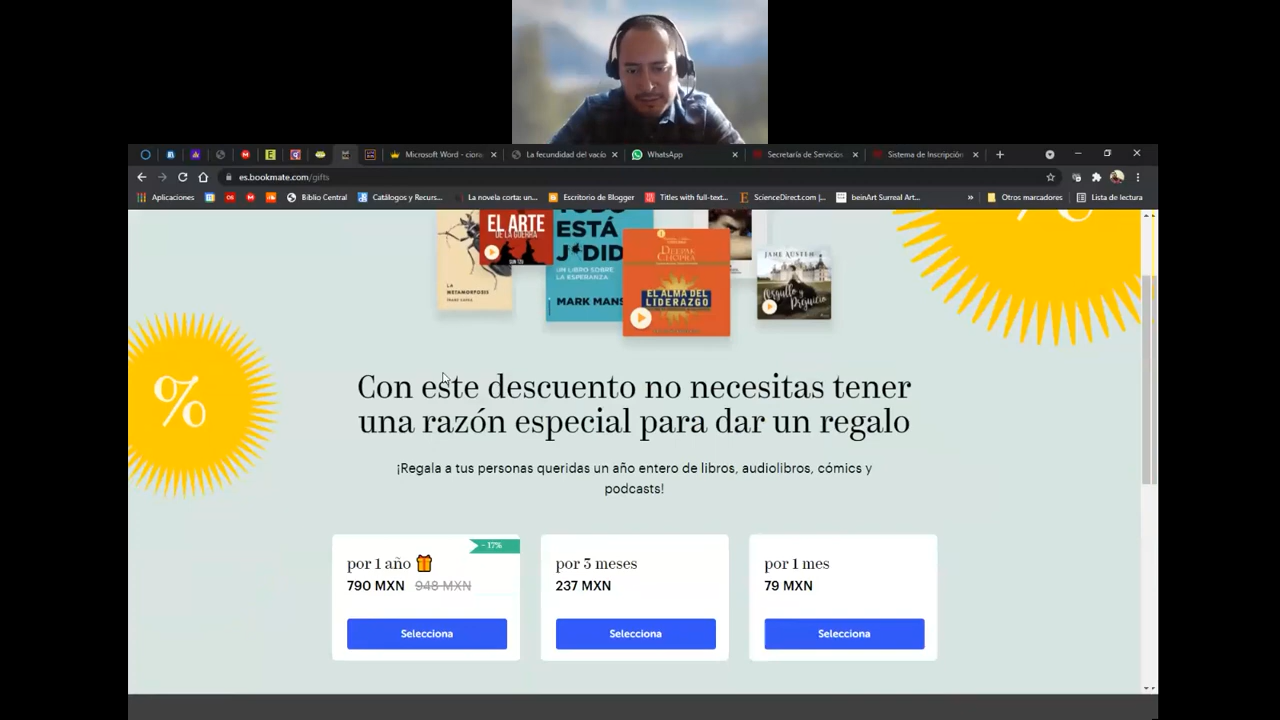 Microsoft Word - ciona
La fecundidad del vacío
WhatsApp
Secretaría de Servicios
Sistema de Inscripción
es.bookmate.com/gifts
Aplicaciones
Biblio Central
Catálogos y Recurs...
La novela corta: un...
Escritorio de Blogger
Titles with full-text...
ScienceDirect.com |...
beinArt Surreal Art...
»
Otros marcadores
Lista de lectura
LA
METAMORFOSIS
EL ARTE
DE LA GUERRA
SUN TZU
TODO
ESTÁ
J*DID
UN LIBRO SOBRE
LA ESPERANZA
MARK MANS
DEEPAK
CHOPRA
EL ALMA DEL
LIDERAZGO
JANE AUSTEN
Orgullo y
Prejuicio
%
%
Con este descuento no necesitas tener
una razón especial para dar un regalo
¡Regala a tus personas queridas un año entero de libros, audiolibros, cómics y
podcasts!
- 17%
por 1 año
790 MXN 948 MXN
Selecciona
por 3 meses
237 MXN
Selecciona
por 1 mes
79 MXN
Selecciona